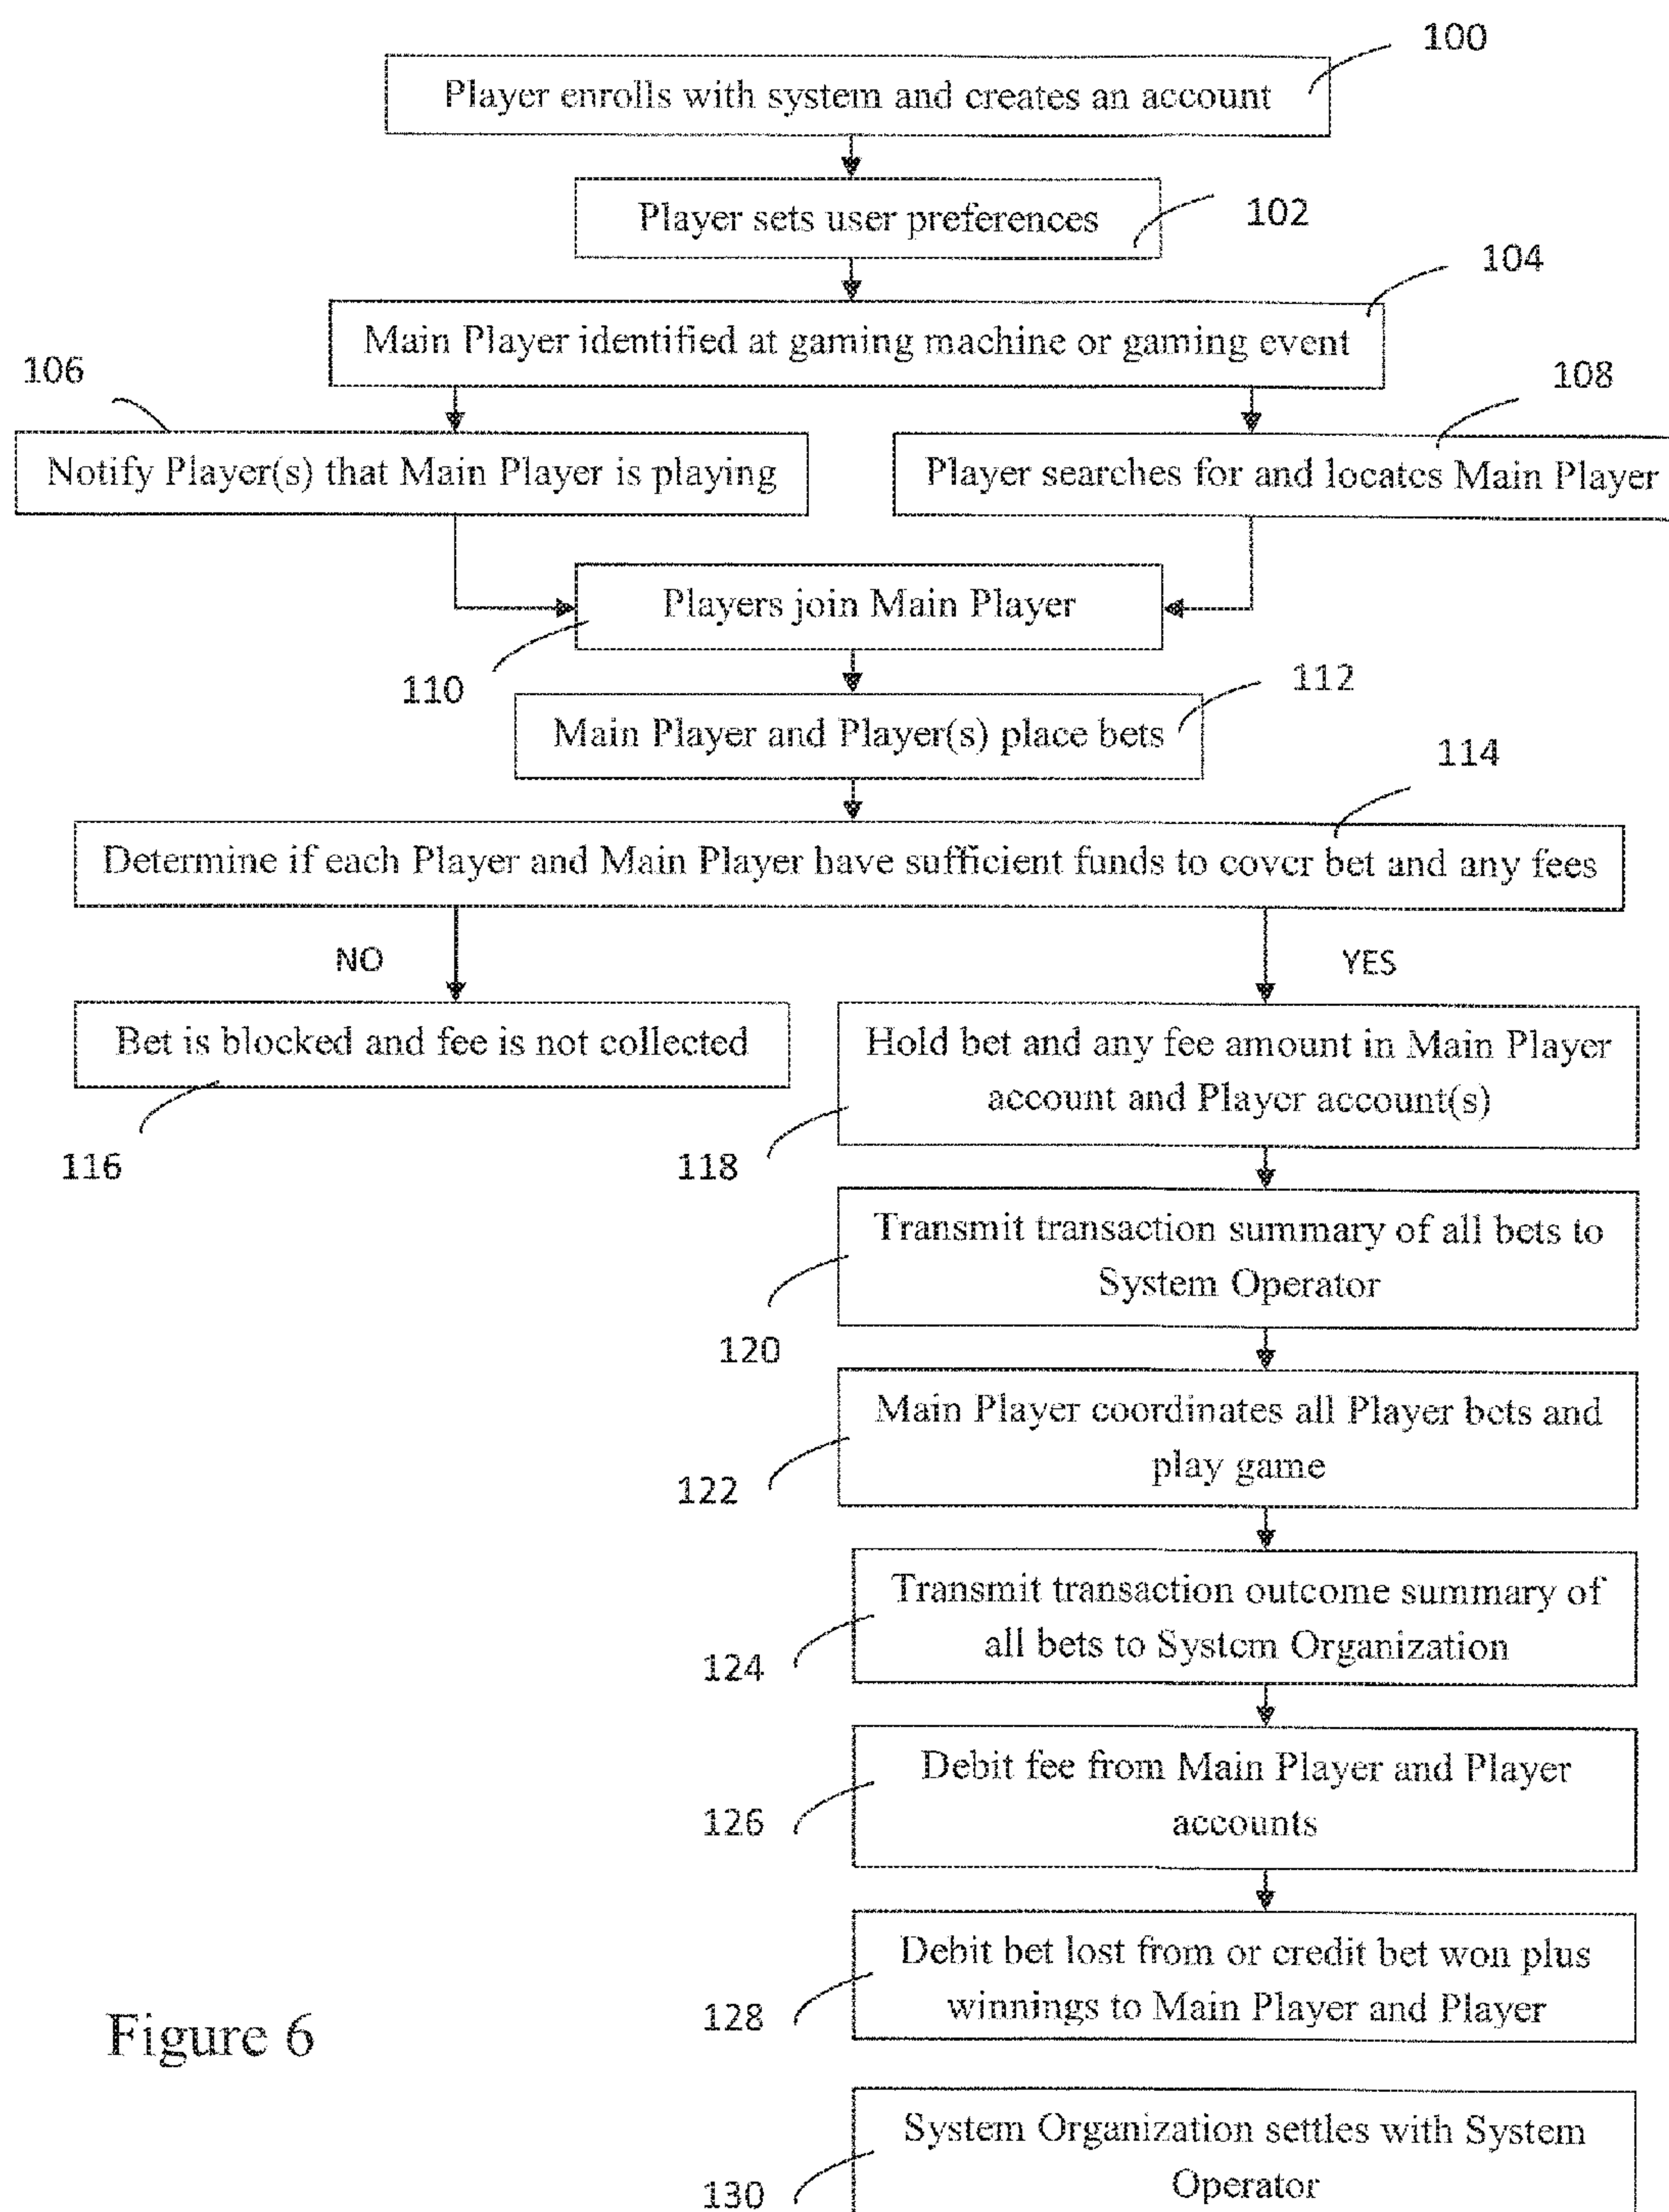 100
Player enrolls with system and creates an account
Player sets user preferences
102
104
Main Player identified at gaming machine or gaming event
106
108
Notify Player(s) that Main Player is playing
Player searches for and locates Main Player
Players join Main Player
110
112
Main Player and Player(s) place bets
114
Determine if each Player and Main Player have sufficient funds to cover bet and any fees
NO
YES
Bet is blocked and fee is not collected
116
Hold bet and any fee amount in Main Player
account and Player account(s)
118
Transmit transaction summary of all bets to
System Operator
120
Main Player coordinates all Player bets and
play game
122
Transmit transaction outcome summary of
all bets to System Organization
124
Debit fee from Main Player and Player
accounts
126
Debit bet lost from or credit bet won plus
winnings to Main Player and Player
128
Figure 6
System Organization settles with System
Operator
130